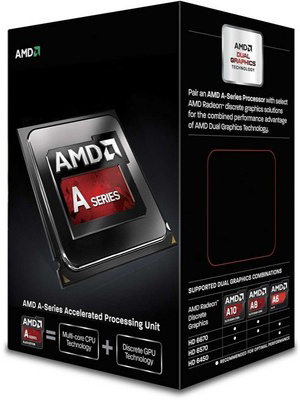 AMD
AMD
DUAL
GRAPHICS
TECHNOLOGY
Pair an AMD A-Series Processor with select
AMD Radeon™ discrete graphics solutions
for the combined performance advantage
of AMD Dual Graphics Technology.
AMD
A SERIES
AMD A-Series Accelerated Processing Unit
AMD
A
= Multi-core CPU Technology + Discrete GPU Technology
SUPPORTED DUAL GRAPHICS COMBINATIONS
AMD Radeon™
Discrete
Graphics
AMD A10
AMD A8
AMD A6
HD 6670
HD 6570
HD 6450
• RECOMMENDED FOR OPTIMAL PERFORMANCE